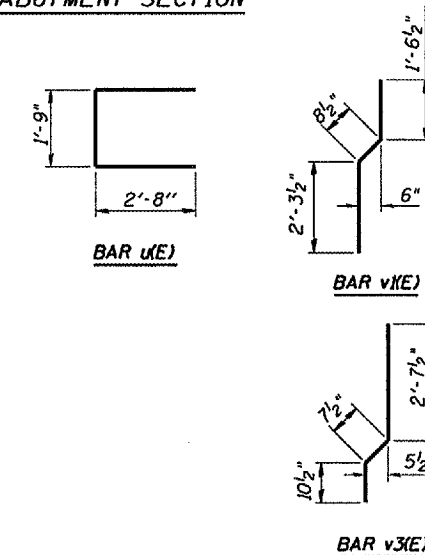 ABUTMENT SECTION
1'-9"
2'-8"
BAR u(E)
1'-6½"
8½"
2'-3½"
6"
BAR v1(E)
2'-7½"
7½"
10½"
5½
BAR v3(E)